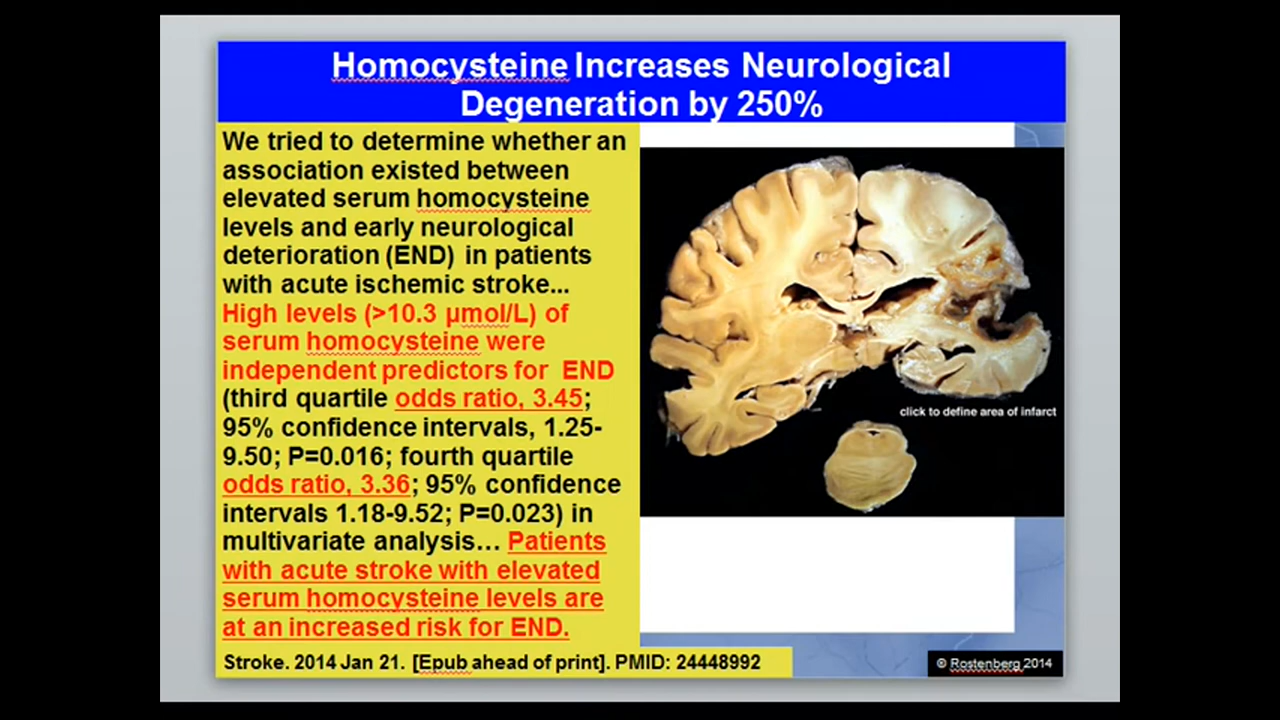 Homocysteine Increases Neurological
Degeneration by 250%
We tried to determine whether an
association existed between
elevated serum homocysteine
levels and early neurological
deterioration (END) in patients
with acute ischemic stroke...
High levels (>10.3 μmol/L) of
serum homocysteine were
independent predictors for END
(third quartile odds ratio, 3.45;
95% confidence intervals, 1.25-
9.50; P=0.016; fourth quartile
odds ratio, 3.36; 95% confidence
intervals 1.18-9.52; P=0.023) in
multivariate analysis… Patients
with acute stroke with elevated
serum homocysteine levels are
at an increased risk for END.
click to define area of infarct
Stroke. 2014 Jan 21. [Epub ahead of print]. PMID: 24448992
© Rostenberg 2014